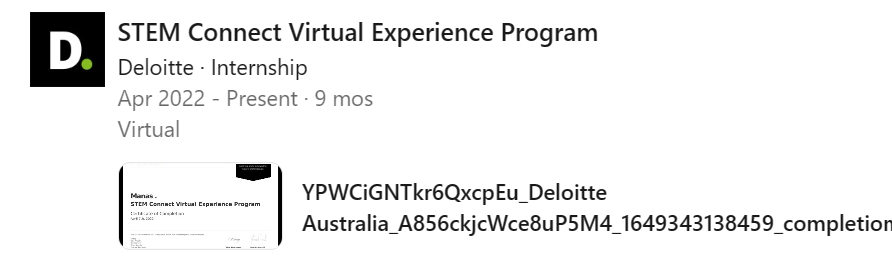 D.
STEM Connect Virtual Experience Program
Deloitte · Internship
Apr 2022 - Present · 9 mos
Virtual
Manas .
STEM Connect Virtual Experience Program
Certificate of Completion
YPWCiGNTkr6QxcpEu_Deloitte
Australia_A856ckjcWce8uP5M4_1649343138459_completion